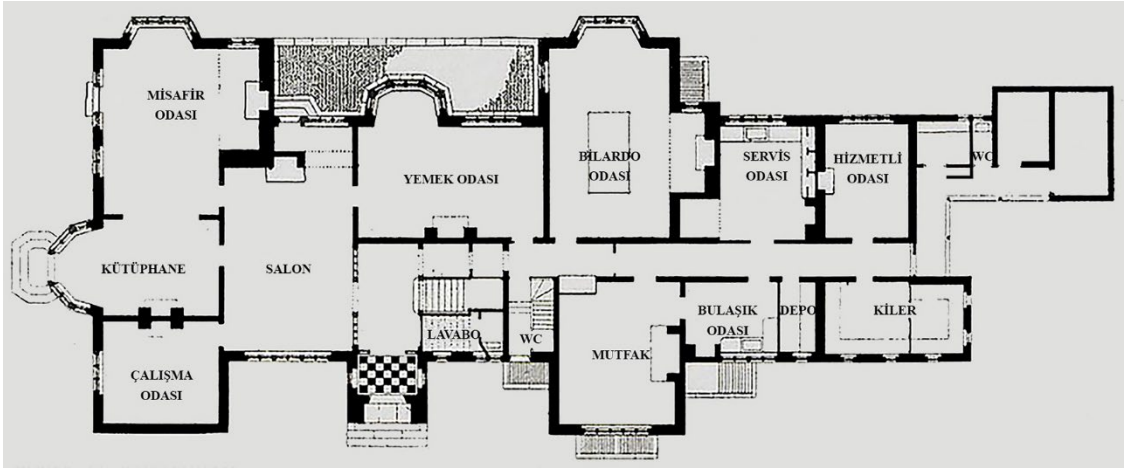 MİSAFİR
ODASI
YEMEK ODASI
BİLARDO
ODASI
SERVİS
ODASI
HİZMETLİ
ODASI
WC
KÜTÜPHANE
SALON
LAVABO
WC
MUTFAK
BULAŞIK
ODASI
DEPO
KİLER
ÇALIŞMA
ODASI